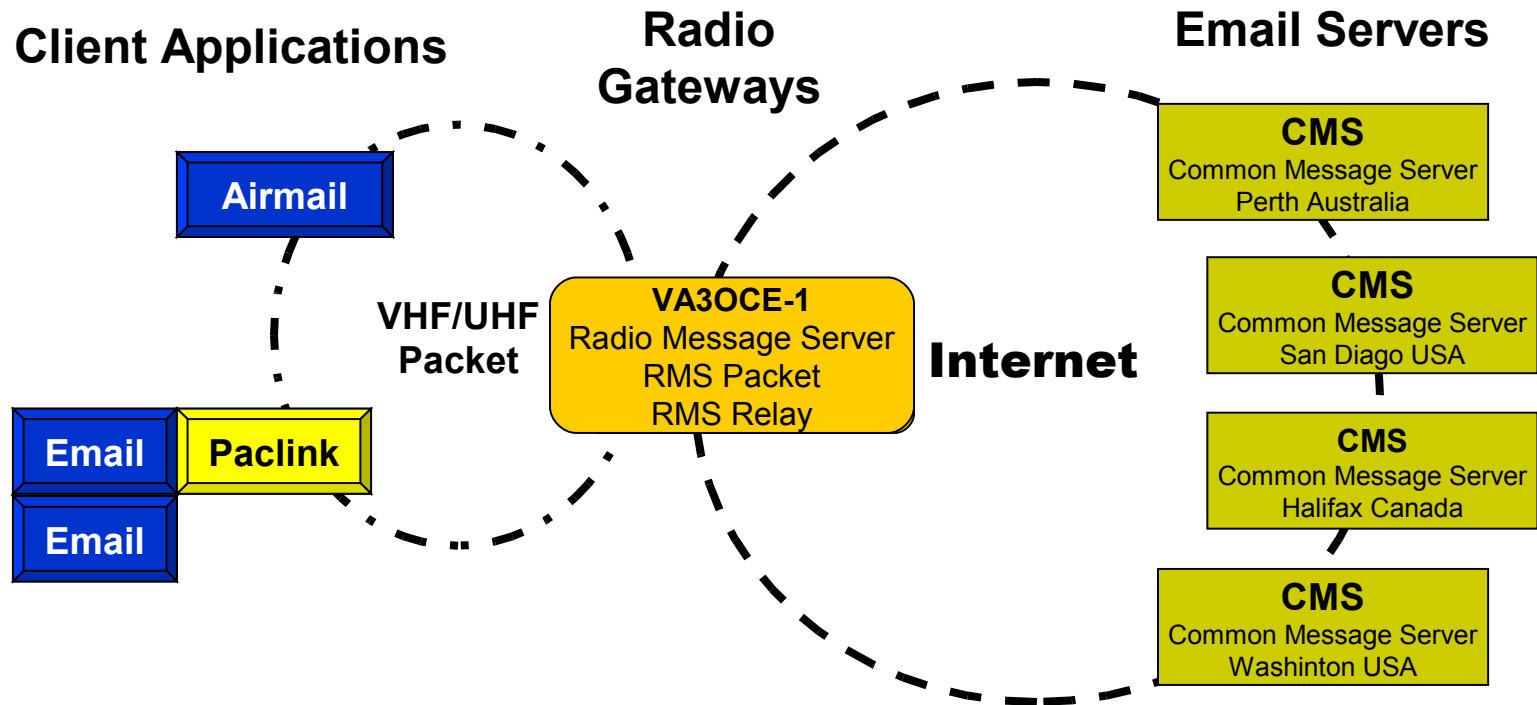 Client Applications
Radio
Gateways
Email Servers
Airmail
Email
Paclink
Email
VHF/UHF
Packet
VA3OCE-1
Radio Message Server
RMS Packet
RMS Relay
Internet
CMS
Common Message Server
Perth Australia
CMS
Common Message Server
San Diago USA
CMS
Common Message Server
Halifax Canada
CMS
Common Message Server
Washinton USA